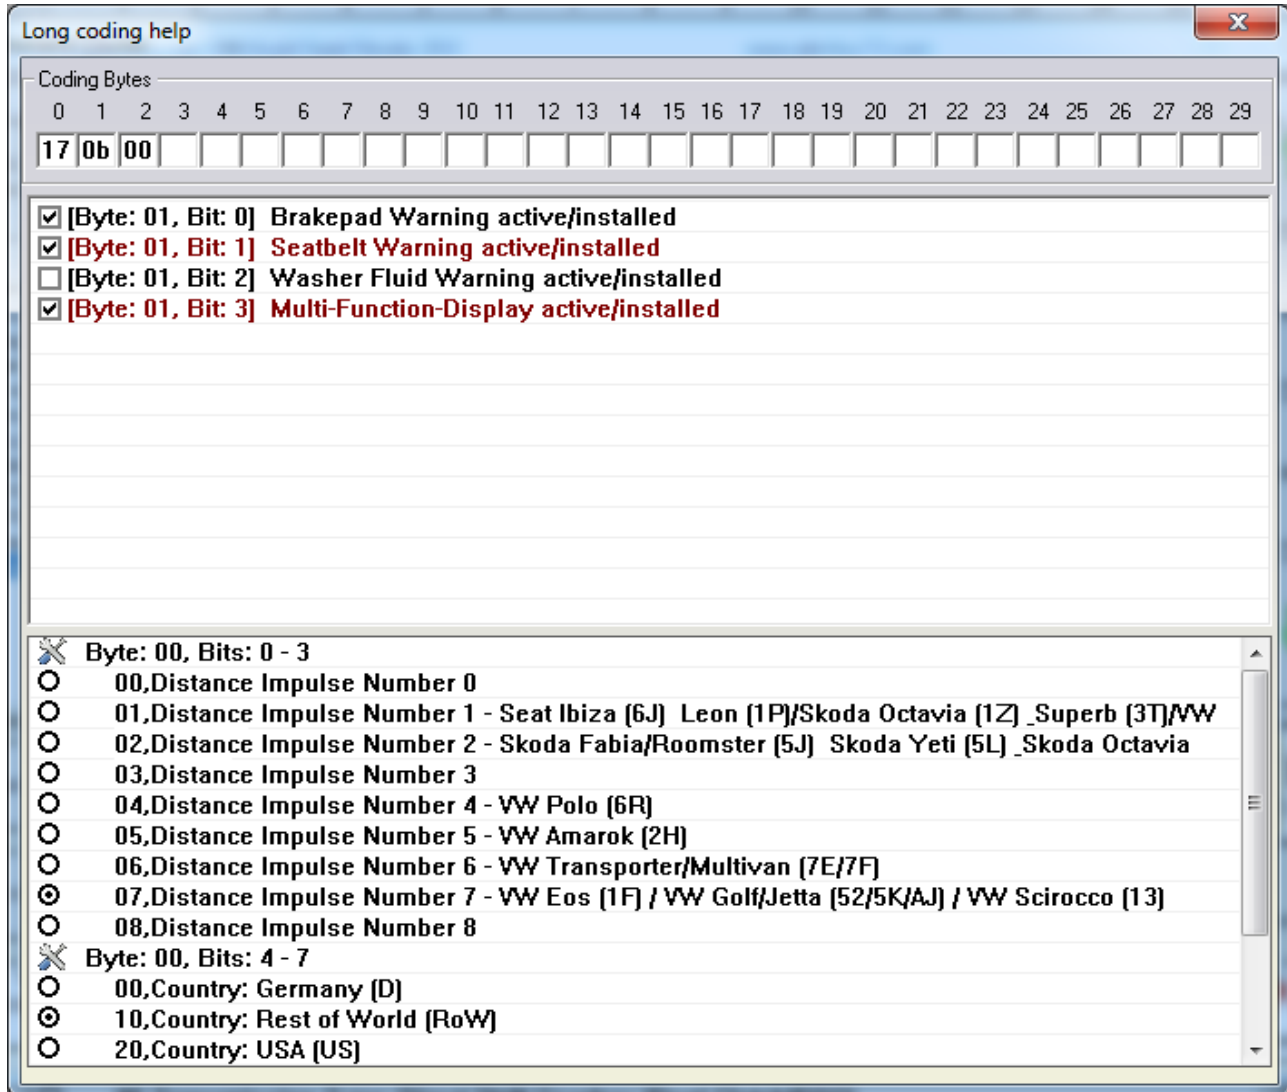 Long coding help
Coding Bytes
0 1 2 3 4 5 6 7 8 9 10 11 12 13 14 15 16 17 18 19 20 21 22 23 24 25 26 27 28 29
17 0b 00
[Byte: 01, Bit: 0] Brakepad Warning active/installed
[Byte: 01, Bit: 1] Seatbelt Warning active/installed
[Byte: 01, Bit: 2] Washer Fluid Warning active/installed
[Byte: 01, Bit: 3] Multi-Function-Display active/installed
Byte: 00, Bits: 0 - 3
00,Distance Impulse Number 0
01,Distance Impulse Number 1 - Seat Ibiza (6J) Leon (1P)/Skoda Octavia (1Z) _Superb (3T)/VW
02,Distance Impulse Number 2 - Skoda Fabia/Roomster (5J) Skoda Yeti (5L) _Skoda Octavia
03,Distance Impulse Number 3
04,Distance Impulse Number 4 - VW Polo (6R)
05,Distance Impulse Number 5 - VW Amarok (2H)
06,Distance Impulse Number 6 - VW Transporter/Multivan (7E/7F)
07,Distance Impulse Number 7 - VW Eos (1F) / VW Golf/Jetta (52/5K/AJ) / VW Scirocco (13)
08,Distance Impulse Number 8
Byte: 00, Bits: 4 - 7
00,Country: Germany (D)
10,Country: Rest of World (RoW)
20,Country: USA (US)